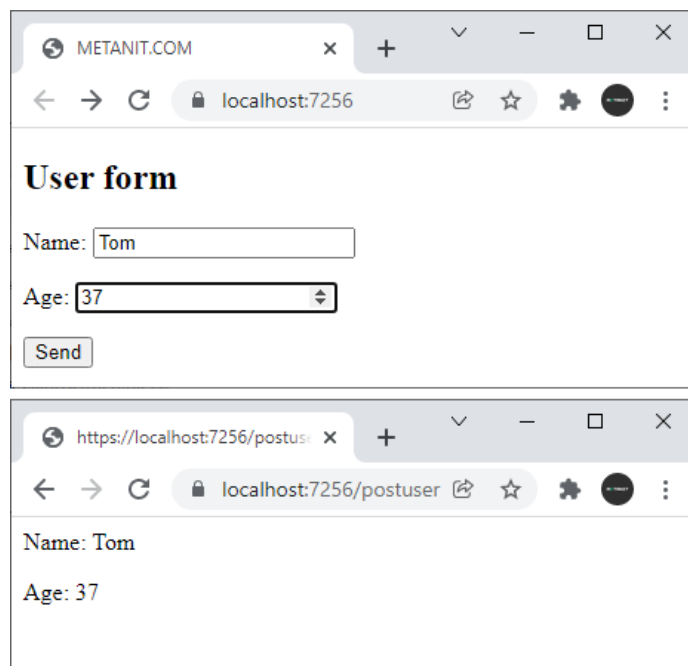 METANIT.COM
localhost:7256
User form
Name: Tom
Age: 37
Send
https://localhost:7256/postus
localhost:7256/postuser
Name: Tom
Age: 37